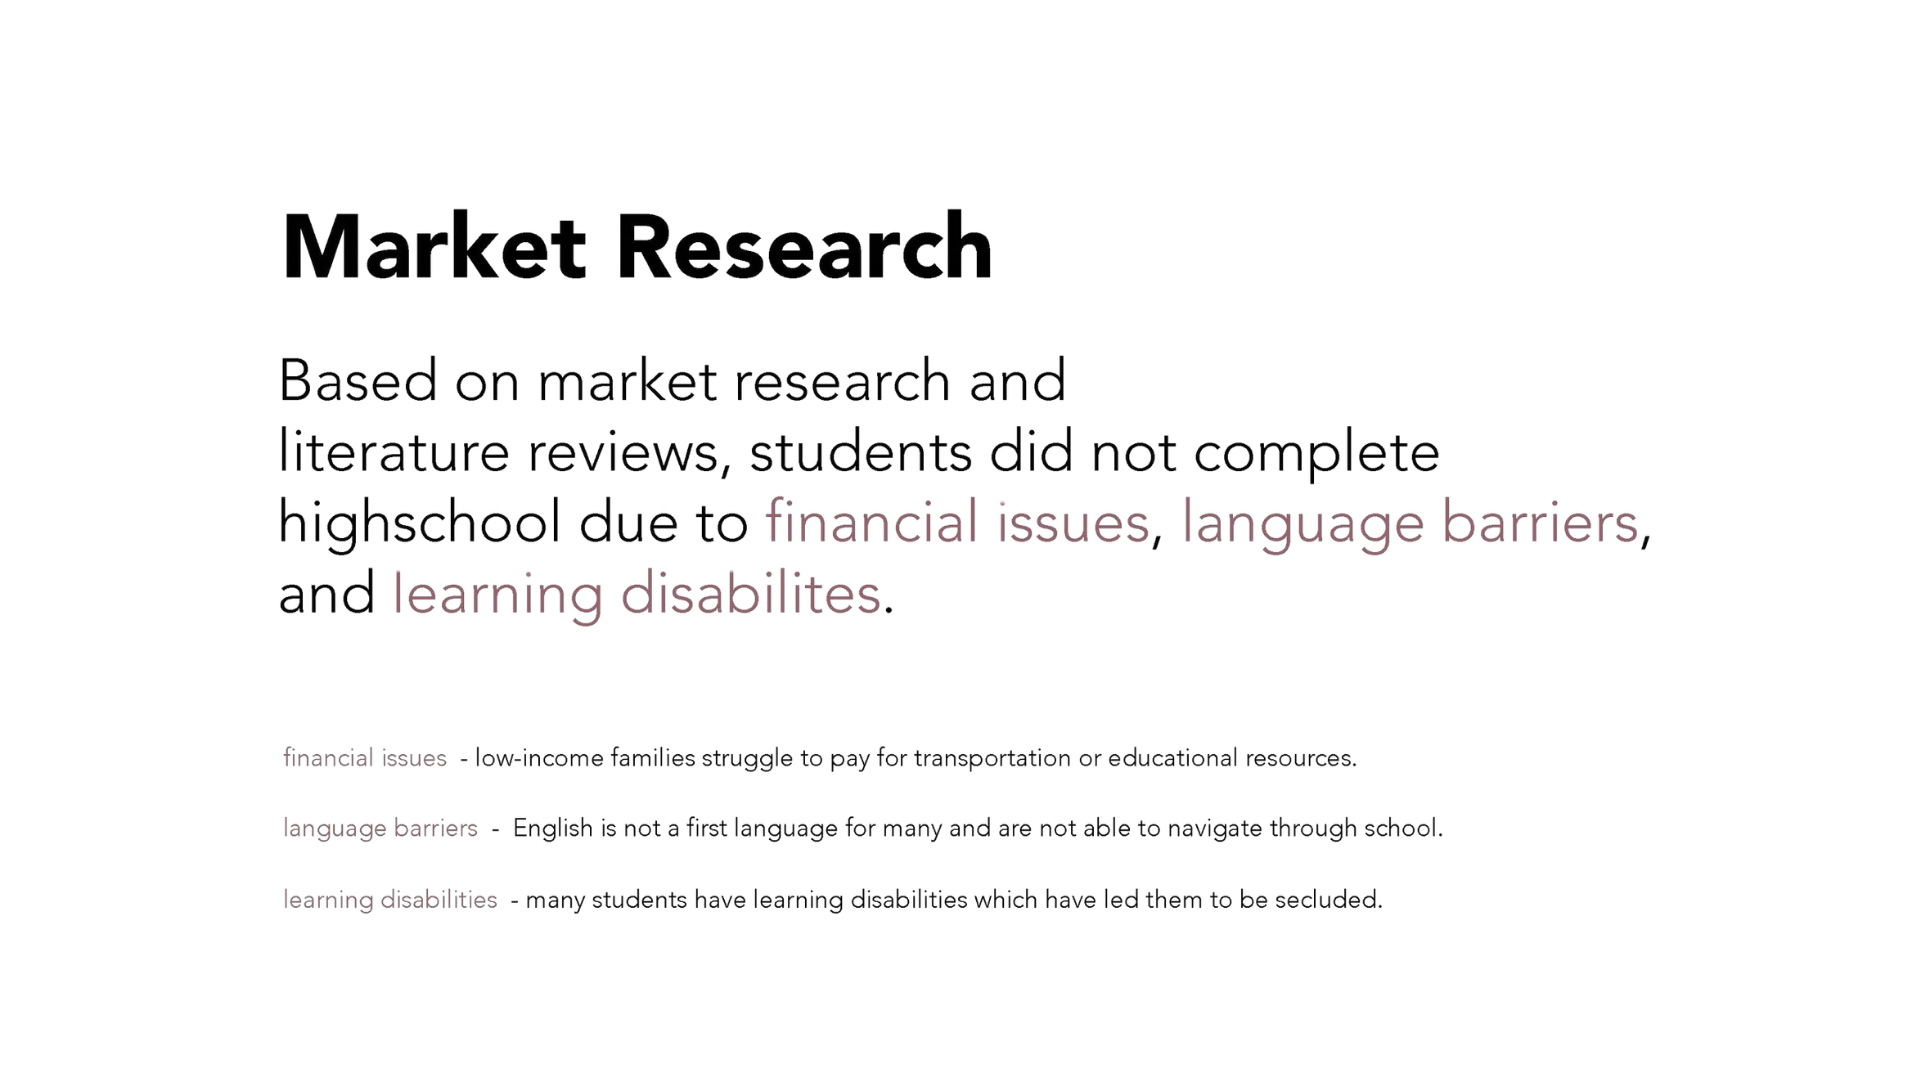 Market Research
Based on market research and
literature reviews, students did not complete
highschool due to financial issues, language barriers,
and learning disabilites.
financial issues - low-income families struggle to pay for transportation or educational resources.
language barriers - English is not a first language for many and are not able to navigate through school.
learning disabilities - many students have learning disabilities which have led them to be secluded.